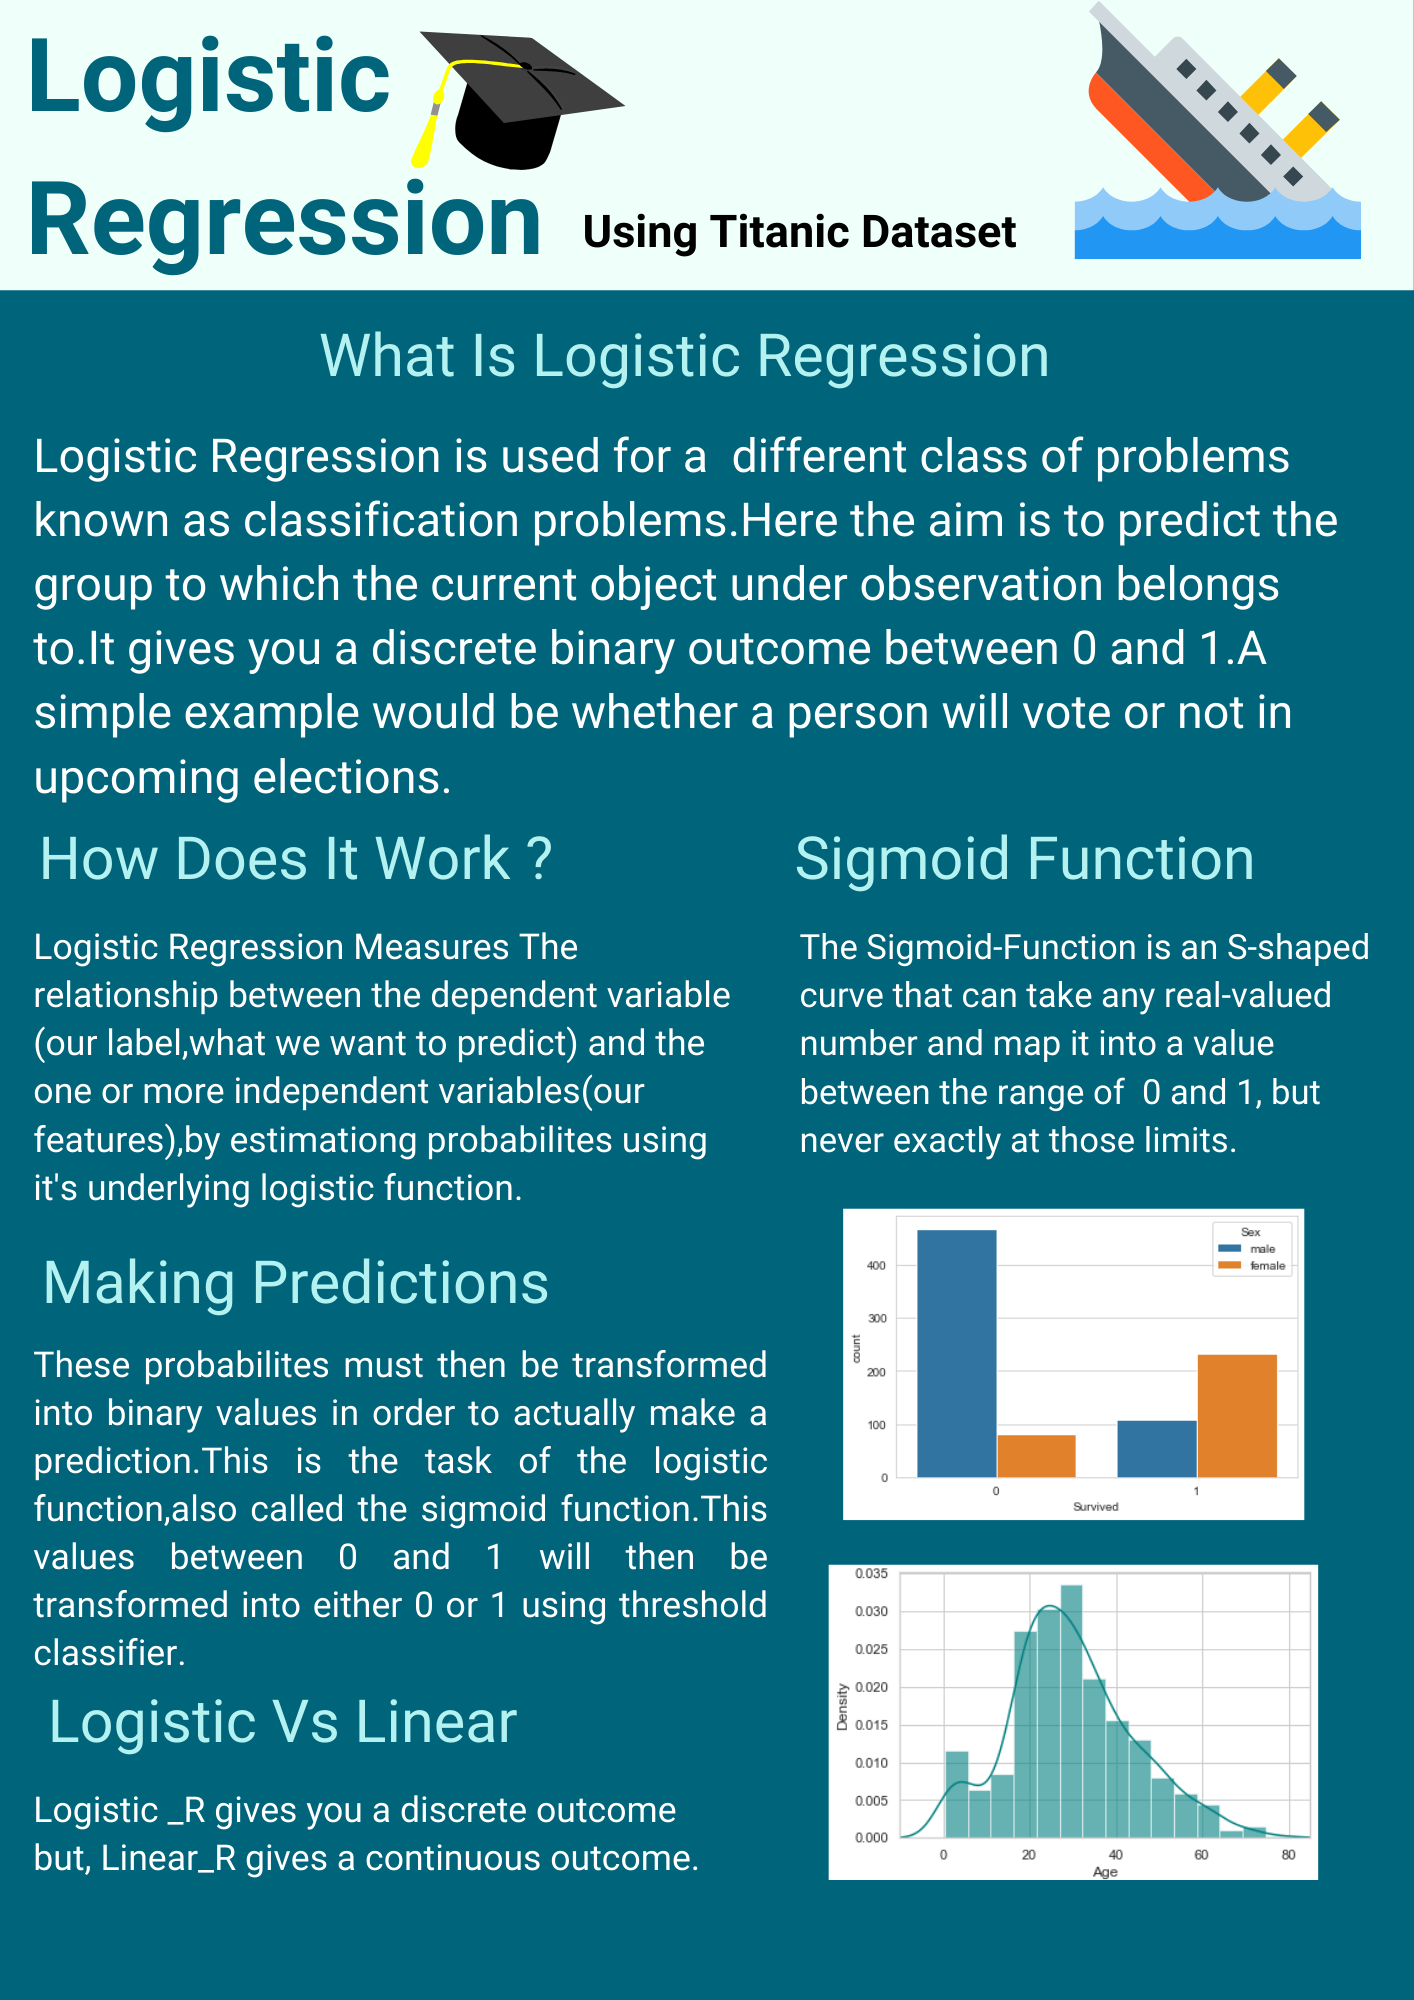 Logistic
Regression
Using Titanic Dataset
What Is Logistic Regression
Logistic Regression is used for a  different class of problems
known as classification problems.Here the aim is to predict the
group to which the current object under observation belongs
to.It gives you a discrete binary outcome between 0 and 1.A
simple example would be whether a person will vote or not in
upcoming elections.
How Does It Work ?
Logistic Regression Measures The
relationship between the dependent variable
(our label,what we want to predict) and the
one or more independent variables(our
features),by estimationg probabilites using
it's underlying logistic function.
Making Predictions
These probabilites must then be transformed
into binary values in order to actually make a
prediction.This is the task of the logistic
function,also called the sigmoid function.This
values between 0 and 1 will then be
transformed into either 0 or 1 using threshold
classifier.
Logistic Vs Linear
Logistic _R gives you a discrete outcome
but, Linear_R gives a continuous outcome.
Sigmoid Function
The Sigmoid-Function is an S-shaped
curve that can take any real-valued
number and map it into a value
between the range of  0 and 1, but
never exactly at those limits.
Sex
male
female
400
300
200
100
0
count
0 1
Survived
0.035
0.030
0.025
0.020
0.015
0.010
0.005
0.000
Density
0 20 40 60 80
Age